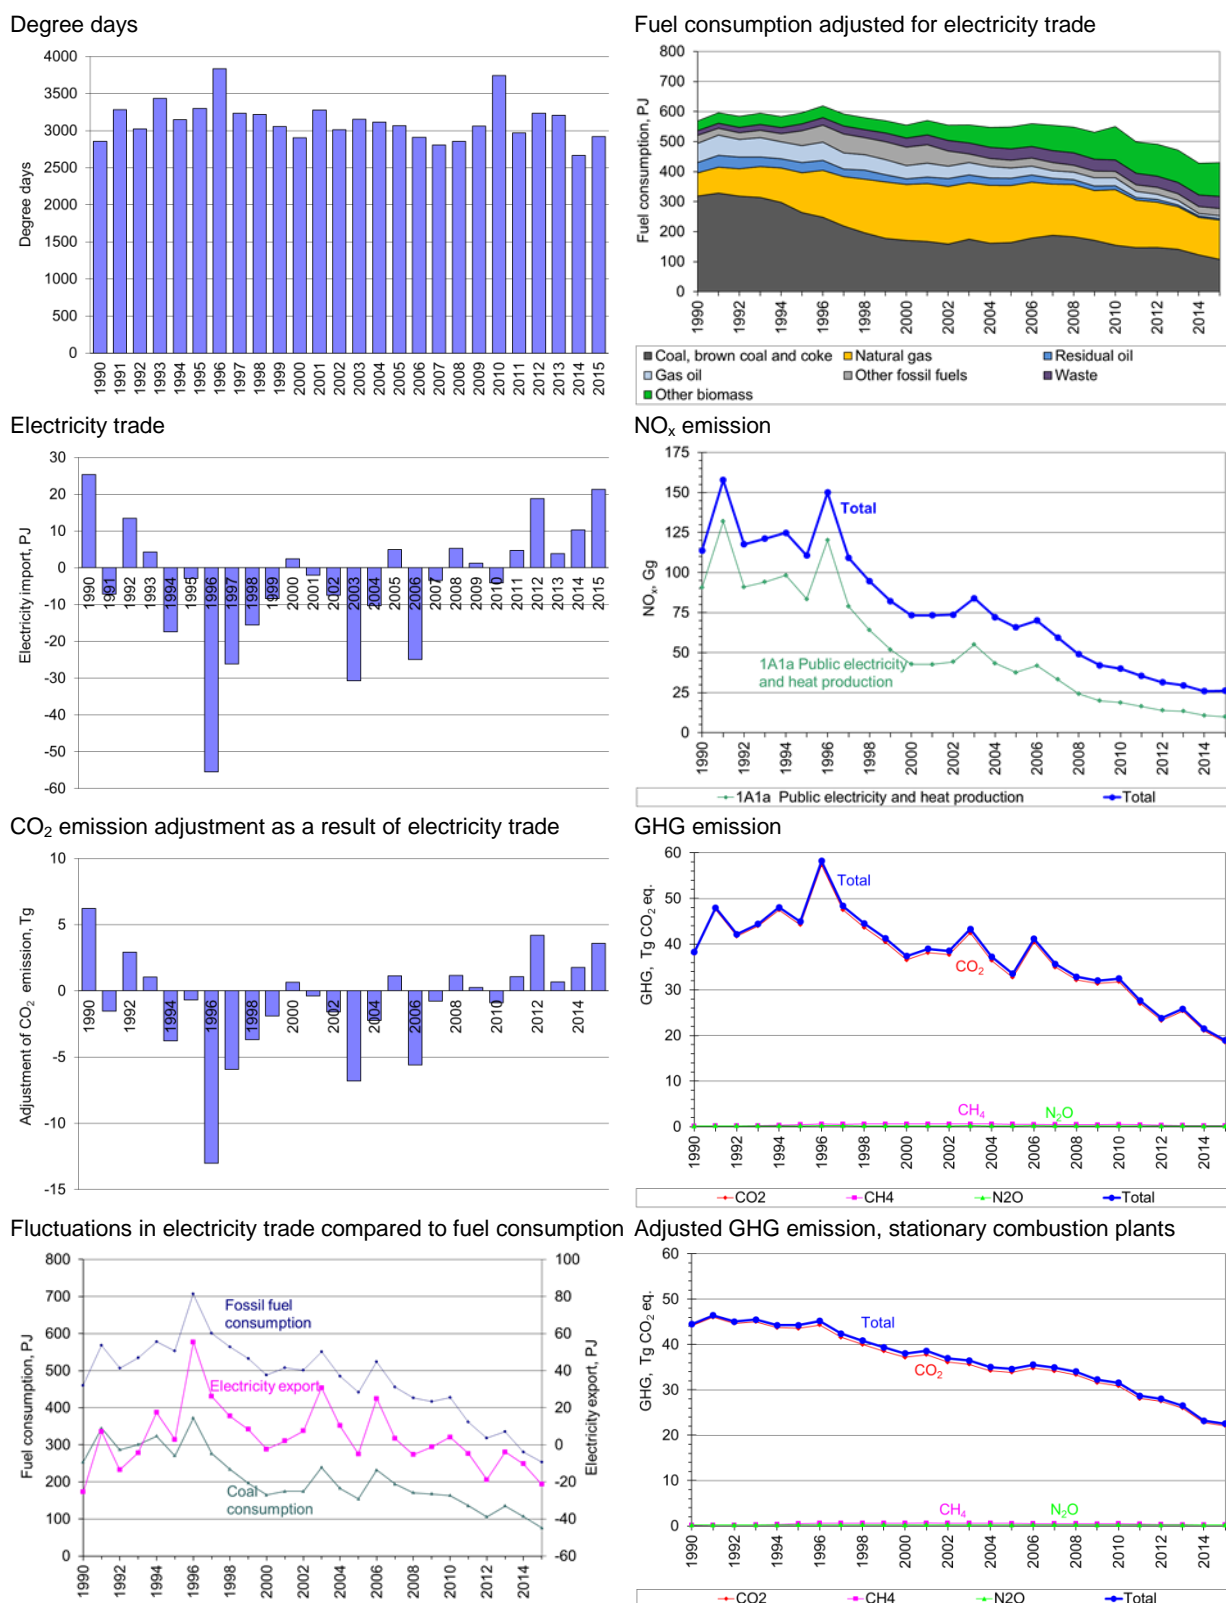 Degree days
4000
3500
3000
2500
2000
1500
1000
500
0
Degree days
1990 1991 1992 1993 1994 1995 1996 1997 1998 1999 2000 2001 2002 2003 2004 2005 2006 2007 2008 2009 2010 2011 2012 2013 2014 2015
Fuel consumption adjusted for electricity trade
800
700
600
500
400
300
200
100
0
Fuel consumption, PJ
1990 1992 1994 1996 1998 2000 2002 2004 2006 2008 2010 2012 2014
Coal, brown coal and coke Natural gas Residual oil
Gas oil Other fossil fuels Waste
Other biomass
Electricity trade
30
20
10
0
-10
-20
-30
-40
-50
-60
Electricity import, PJ
1990 1991 1992 1993 1994 1995 1996 1997 1998 1999 2000 2001 2002 2003 2004 2005 2006 2007 2008 2009 2010 2011 2012 2013 2014 2015
NOx emission
175
150
125
100
75
50
25
0
NOx, Gg
Total
1A1a Public electricity
and heat production
1990 1992 1994 1996 1998 2000 2002 2004 2006 2008 2010 2012 2014
1A1a Public electricity and heat production Total
CO2 emission adjustment as a result of electricity trade
10
5
0
-5
-10
-15
Adjustment of CO2 emission, Tg
1990 1992 1994 1996 1998 2000 2002 2004 2006 2008 2010 2012 2014
GHG emission
60
50
40
30
20
10
0
GHG, Tg CO2 eq.
Total
CO2
CH4 N2O
1990 1992 1994 1996 1998 2000 2002 2004 2006 2008 2010 2012 2014
CO2 CH4 N2O Total
Fluctuations in electricity trade compared to fuel consumption
800
700
600
500
400
300
200
100
0
Fuel consumption, PJ
100
80
60
40
20
0
-20
-40
-60
Electricity export, PJ
Fossil fuel
consumption
Electricity export
Coal
consumption
1990 1992 1994 1996 1998 2000 2002 2004 2006 2008 2010 2012 2014
Adjusted GHG emission, stationary combustion plants
60
50
40
30
20
10
0
GHG, Tg CO2 eq.
Total
CO2
CH4 N2O
1990 1992 1994 1996 1998 2000 2002 2004 2006 2008 2010 2012 2014
CO2 CH4 N2O Total